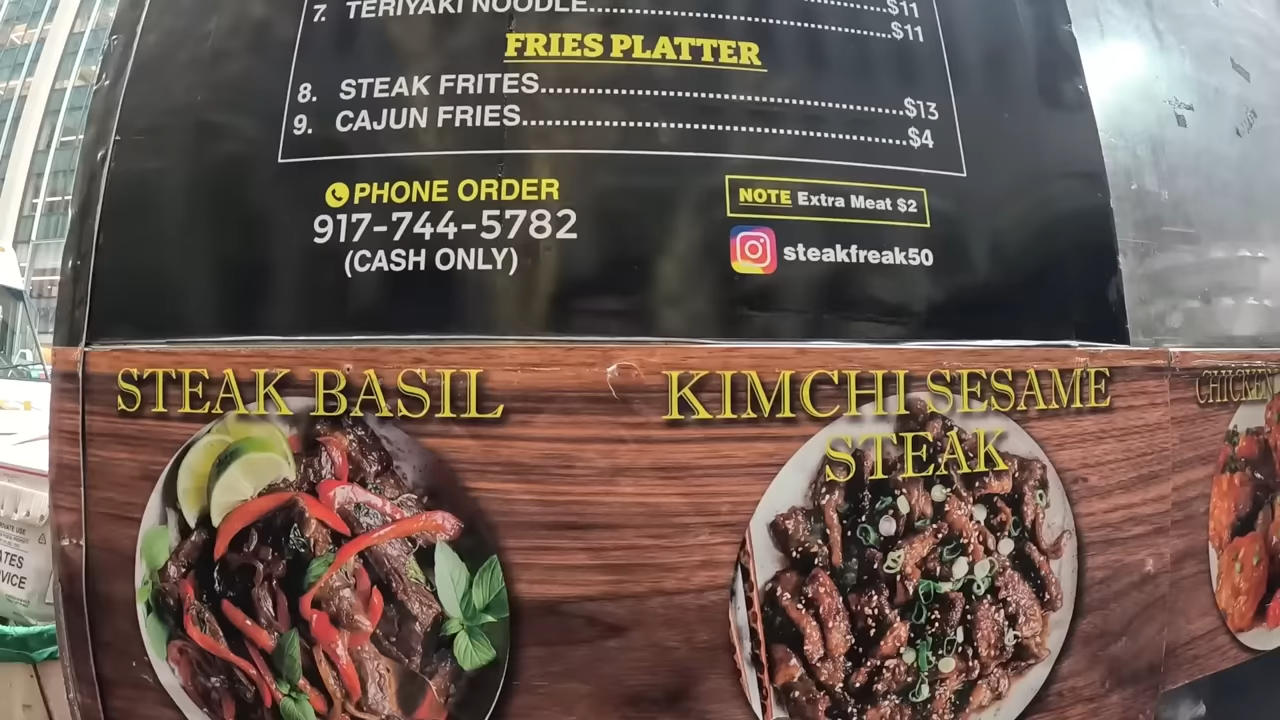 $11
7. TERIYAKI NOODLE..............................$11
FRIES PLATTER
8. STEAK FRITES..............................$13
9. CAJUN FRIES..............................$4
PHONE ORDER
917-744-5782
(CASH ONLY)
NOTE Extra Meat $2
steakfreak50
STEAK BASIL
KIMCHI SESAME
STEAK
CHICKEN